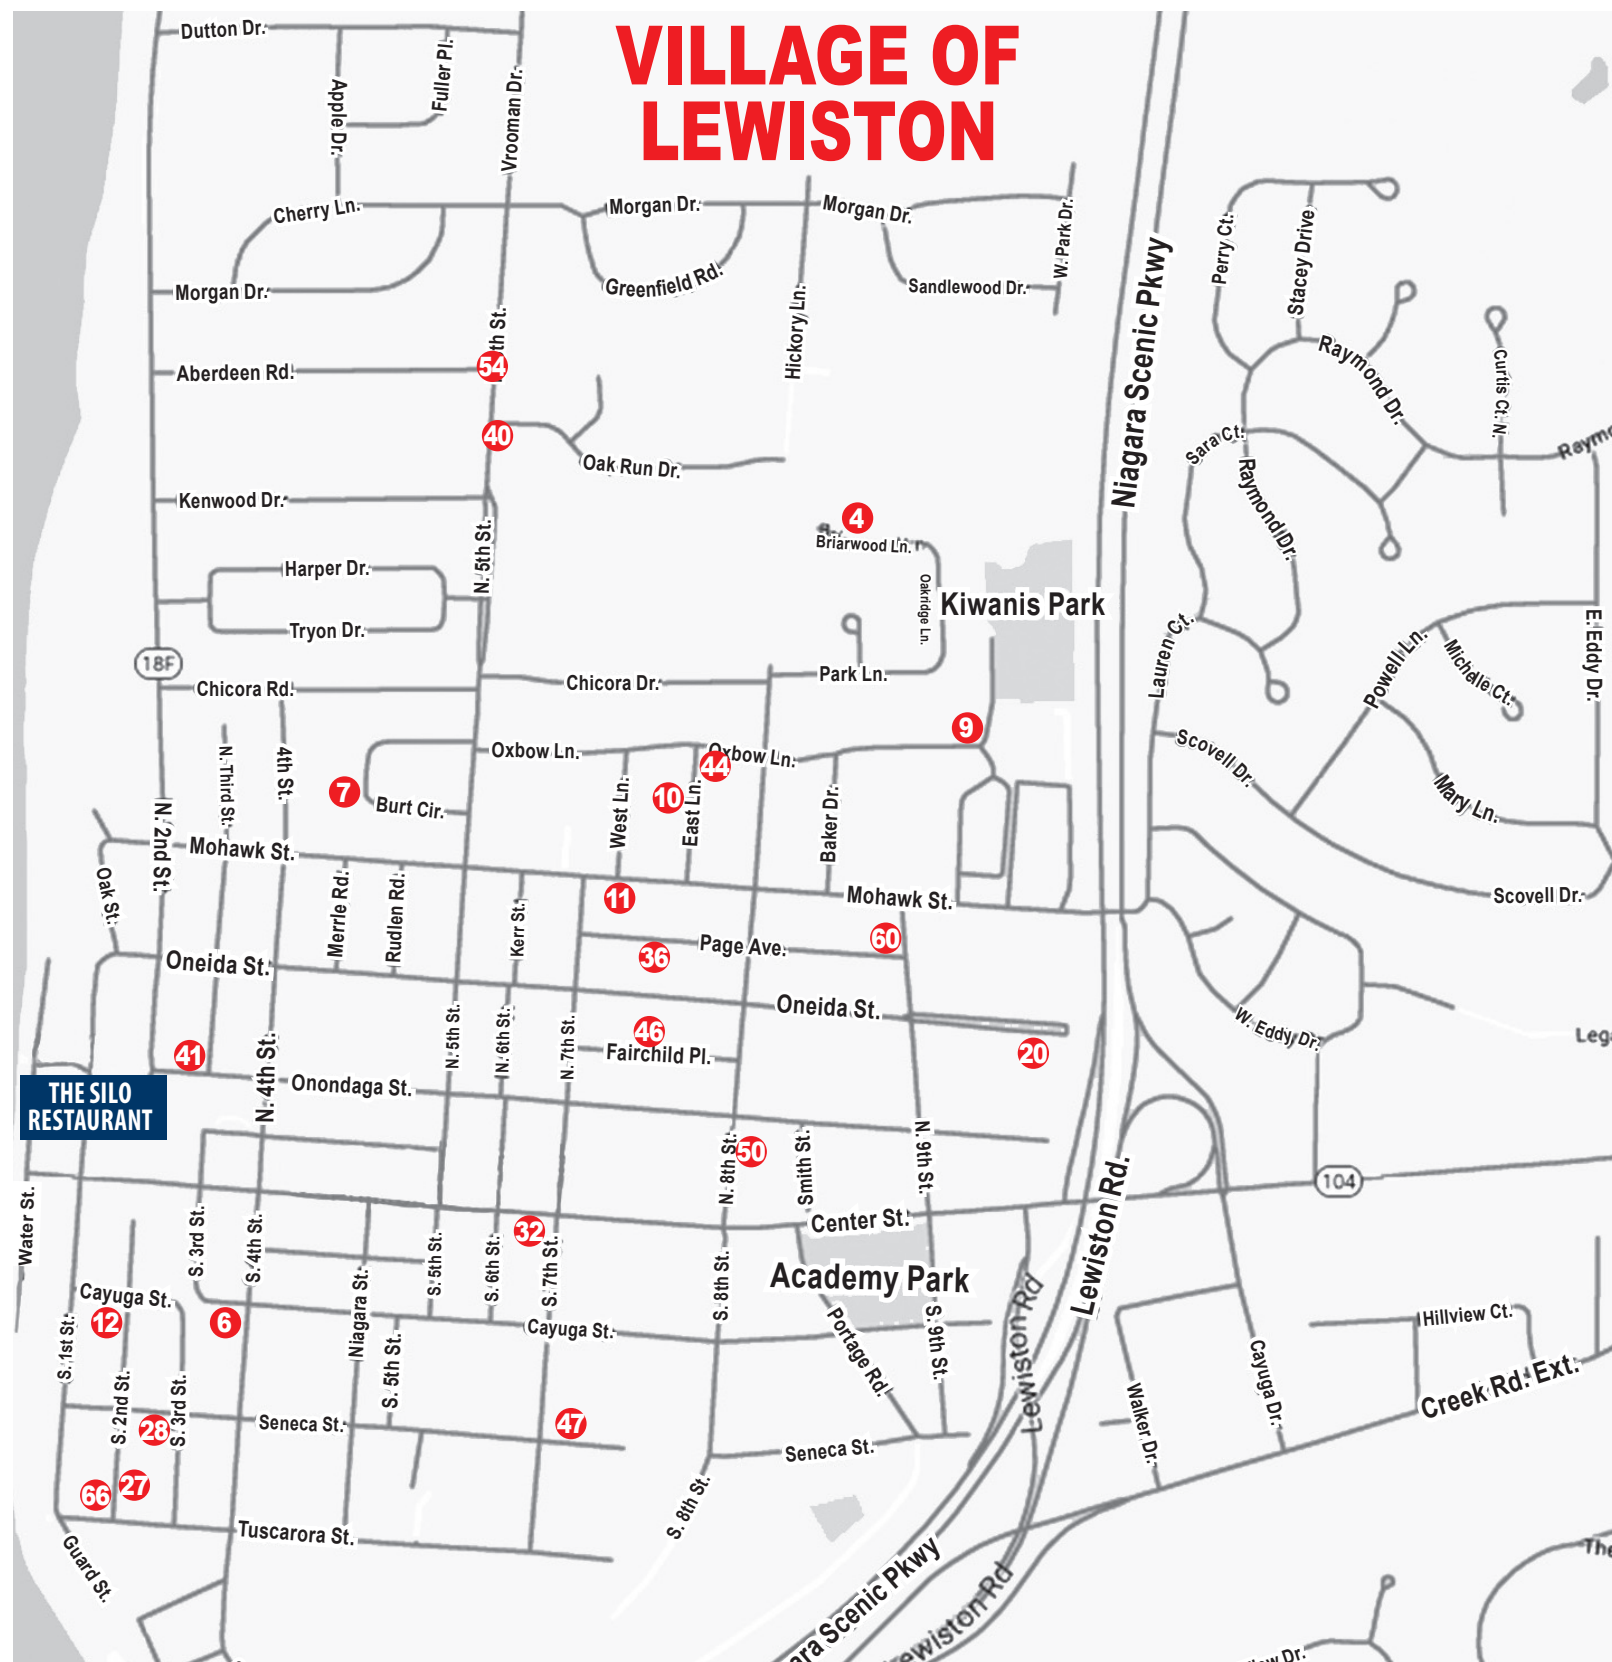 VILLAGE OF
LEWISTON
Dutton Dr.
Apple Dr.
Fuller Pl.
Vrooman Dr.
Cherry Ln.
Morgan Dr.
Morgan Dr.
W. Park Dr.
Greenfield Rd.
Sandlewood Dr.
Morgan Dr.
Hickory Ln.
Niagara Scenic Pkwy
Perry Ct.
Stacey Drive
Raymond Dr.
Curtis Ct. N.
th St.
Aberdeen Rd.
54
40
Oak Run Dr.
Sara Ct.
Raymond Dr.
Kenwood Dr.
N. 5th St.
4
Briarwood Ln.
Oakridge Ln.
Kiwanis Park
Harper Dr.
Tryon Dr.
18F
Lauren Ct.
Powell Ln.
Michelle Ct.
E. Eddy Dr.
Chicora Rd.
Chicora Dr.
Park Ln.
N. Third St.
4th St.
Oxbow Ln.
Oxbow Ln.
9
44
7
Burt Cir.
10
West Ln.
East Ln.
Baker Dr.
Scovell Dr.
Mary Ln.
N. 2nd St.
Mohawk St.
Mohawk St.
Scovell Dr.
Oak St.
Merrle Rd.
Rudlen Rd.
Kerr St.
11
60
Page Ave.
36
Oneida St.
Oneida St.
W. Eddy Dr.
Leg
N. 5th St.
N. 6th St.
N. 7th St.
46
Fairchild Pl.
20
41
N. 4th St.
Onondaga St.
THE SILO
RESTAURANT
N. 8th St.
50
Smith St.
N. 9th St.
104
Lewiston Rd.
Water St.
S. 3rd St.
S. 4th St.
S. 5th St.
S. 6th St.
32
S. 7th St.
S. 8th St.
Center St.
Academy Park
Cayuga St.
12
6
S. 1st St.
Niagara St.
S. 5th St.
Cayuga St.
Portage Rd.
S. 9th St.
Lewiston Rd
Cayuga Dr.
Walker Dr.
Hillview Ct.
Creek Rd. Ext.
S. 2nd St.
S. 3rd St.
28
Seneca St.
47
Seneca St.
66
27
S. 8th St.
Tuscarora St.
Guard St.
ara Scenic Pkwy
ewiston Rd
The
Dr.